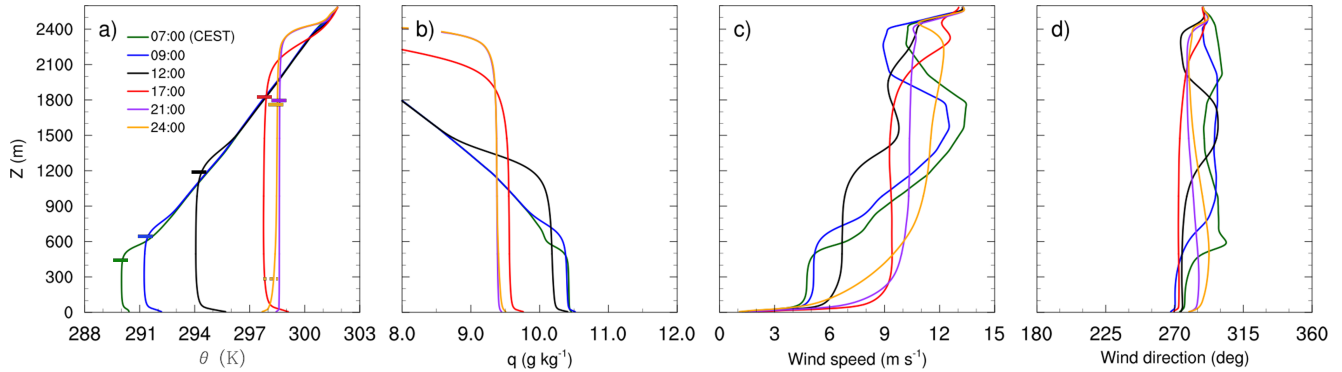 a)
b)
c)
d)
07:00 (CEST)
09:00
12:00
17:00
21:00
24:00
Z (m)
2400
2100
1800
1500
1200
900
600
300
0
288 291 294 297 300 303
8.0 9.0 10.0 11.0 12.0
0 3 6 9 12 15
180 225 270 315 360
θ (K)
q (g kg⁻¹)
Wind speed (m s⁻¹)
Wind direction (deg)